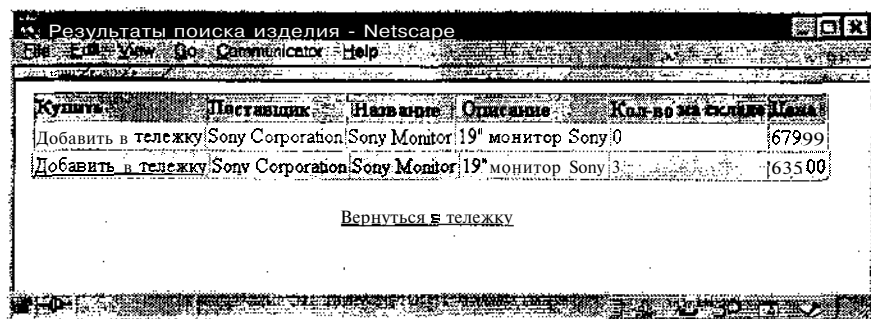 Результаты поиска изделия - Netscape
File Edit View Go Communicator Help
Купить Поставщик Название Описание Кол-во на складе Цена
Добавить в тележку Sony Corporation Sony Monitor 19" монитор Sony 0 67999
Добавить в тележку Sony Corporation Sony Monitor 19" монитор Sony 3 63500
Вернуться в тележку